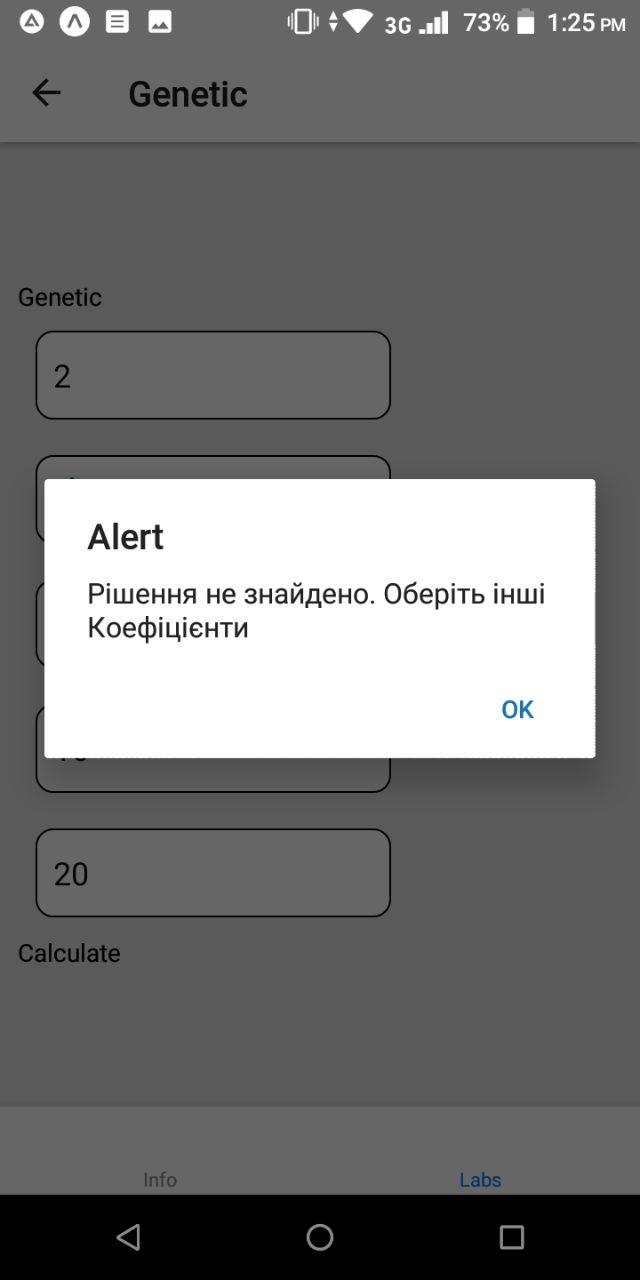 3G 73% 1:25 PM
Genetic
Genetic
2
Alert
Рішення не знайдено. Оберіть інші
Коефіцієнти
OK
20
Calculate
Info Labs